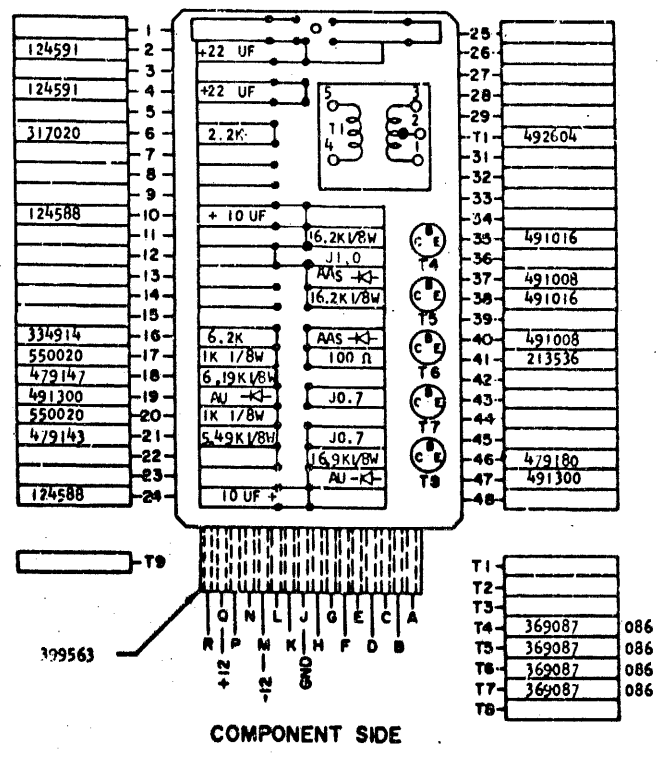 1
124591 2 +22 UF
3
124591 4 +22 UF
5
317020 6 2.2K
7
8
9
124588 10 + 10 UF
11
12
13
14
15
334914 16 6.2K
550020 17 1K 1/8W
479147 18 6.19K 1/8W
491300 19 AU
550020 20 1K 1/8W
479143 21 5.49K 1/8W
22
23
124588 24 10 UF +
5 3
T1 2
4 1
16.2K 1/8W
J1.0
AAS
16.2K 1/8W
AAS
100 Ω
J0.7
J0.7
16.9K 1/8W
AU
C B E
T4
C B E
T5
C B E
T6
C B E
T7
C B E
25
26
27
28
29
T1 492604
31
32
33
34
35 491016
36
37 491008
38 491016
39
40 491008
41 213536
42
43
44
45
46 479180
47 491300
48
T9
399563
R O P N M L K J H G F E D C B A
+12
GND
T1
T2
T3
T4 369087 086
T5 369087 086
T6 369087 086
T7 369087 086
T8
COMPONENT SIDE